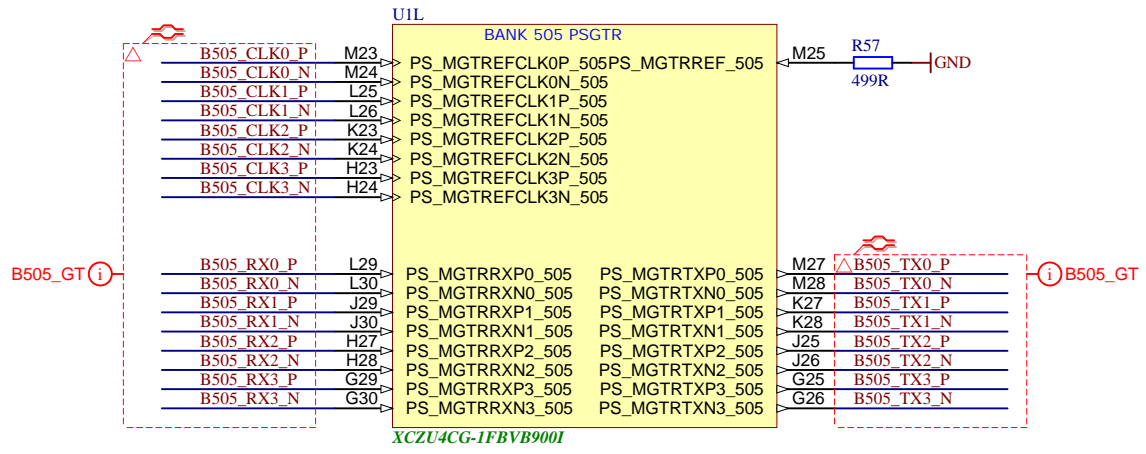 U1L
BANK 505 PSGTR
B505_CLK0_P M23 PS_MGTREFCLK0P_505 PS_MGTRREF_505 M25 R57 GND
499R
B505_CLK0_N M24 PS_MGTREFCLK0N_505
B505_CLK1_P L25 PS_MGTREFCLK1P_505
B505_CLK1_N L26 PS_MGTREFCLK1N_505
B505_CLK2_P K23 PS_MGTREFCLK2P_505
B505_CLK2_N K24 PS_MGTREFCLK2N_505
B505_CLK3_P H23 PS_MGTREFCLK3P_505
B505_CLK3_N H24 PS_MGTREFCLK3N_505
B505_GT i
B505_RX0_P L29 PS_MGTRRXP0_505 PS_MGTRTXP0_505 M27 B505_TX0_P
i B505_GT
B505_RX0_N L30 PS_MGTRRXN0_505 PS_MGTRTXN0_505 M28 B505_TX0_N
B505_RX1_P J29 PS_MGTRRXP1_505 PS_MGTRTXP1_505 K27 B505_TX1_P
B505_RX1_N J30 PS_MGTRRXN1_505 PS_MGTRTXN1_505 K28 B505_TX1_N
B505_RX2_P H27 PS_MGTRRXP2_505 PS_MGTRTXP2_505 J25 B505_TX2_P
B505_RX2_N H28 PS_MGTRRXN2_505 PS_MGTRTXN2_505 J26 B505_TX2_N
B505_RX3_P G29 PS_MGTRRXP3_505 PS_MGTRTXP3_505 G25 B505_TX3_P
B505_RX3_N G30 PS_MGTRRXN3_505 PS_MGTRTXN3_505 G26 B505_TX3_N
XCZU4CG-1FBVB900I